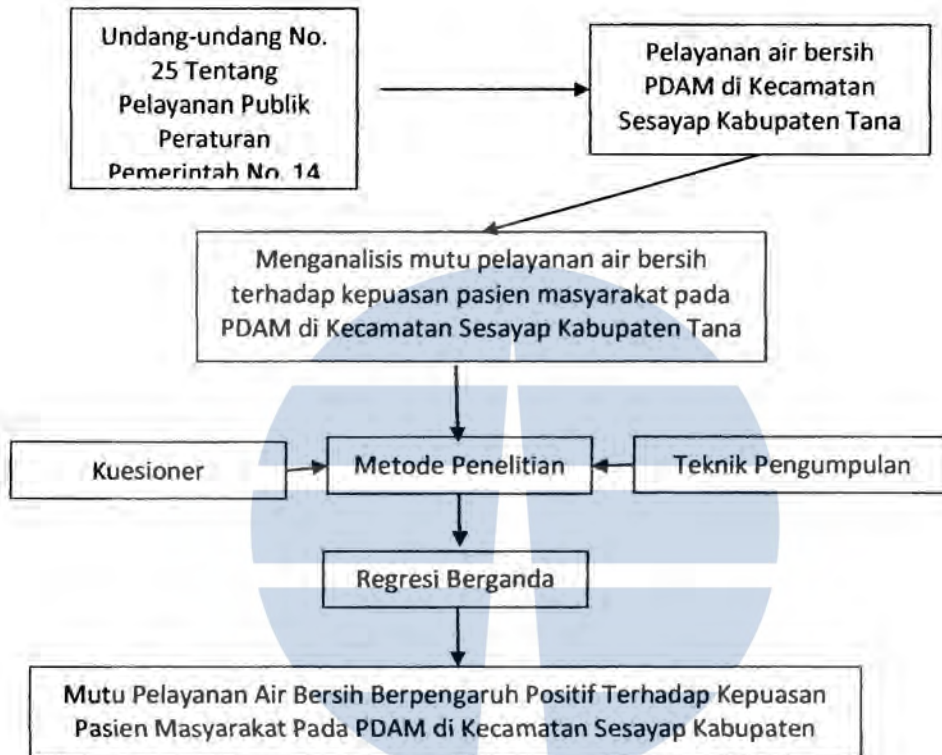 Undang-undang No.
25 Tentang
Pelayanan Publik
Peraturan
Pemerintah No. 14
Pelayanan air bersih
PDAM di Kecamatan
Sesayap Kabupaten Tana
Menganalisis mutu pelayanan air bersih
terhadap kepuasan pasien masyarakat pada
PDAM di Kecamatan Sesayap Kabupaten Tana
Kuesioner
Metode Penelitian
Teknik Pengumpulan
Regresi Berganda
Mutu Pelayanan Air Bersih Berpengaruh Positif Terhadap Kepuasan
Pasien Masyarakat Pada PDAM di Kecamatan Sesayap Kabupaten